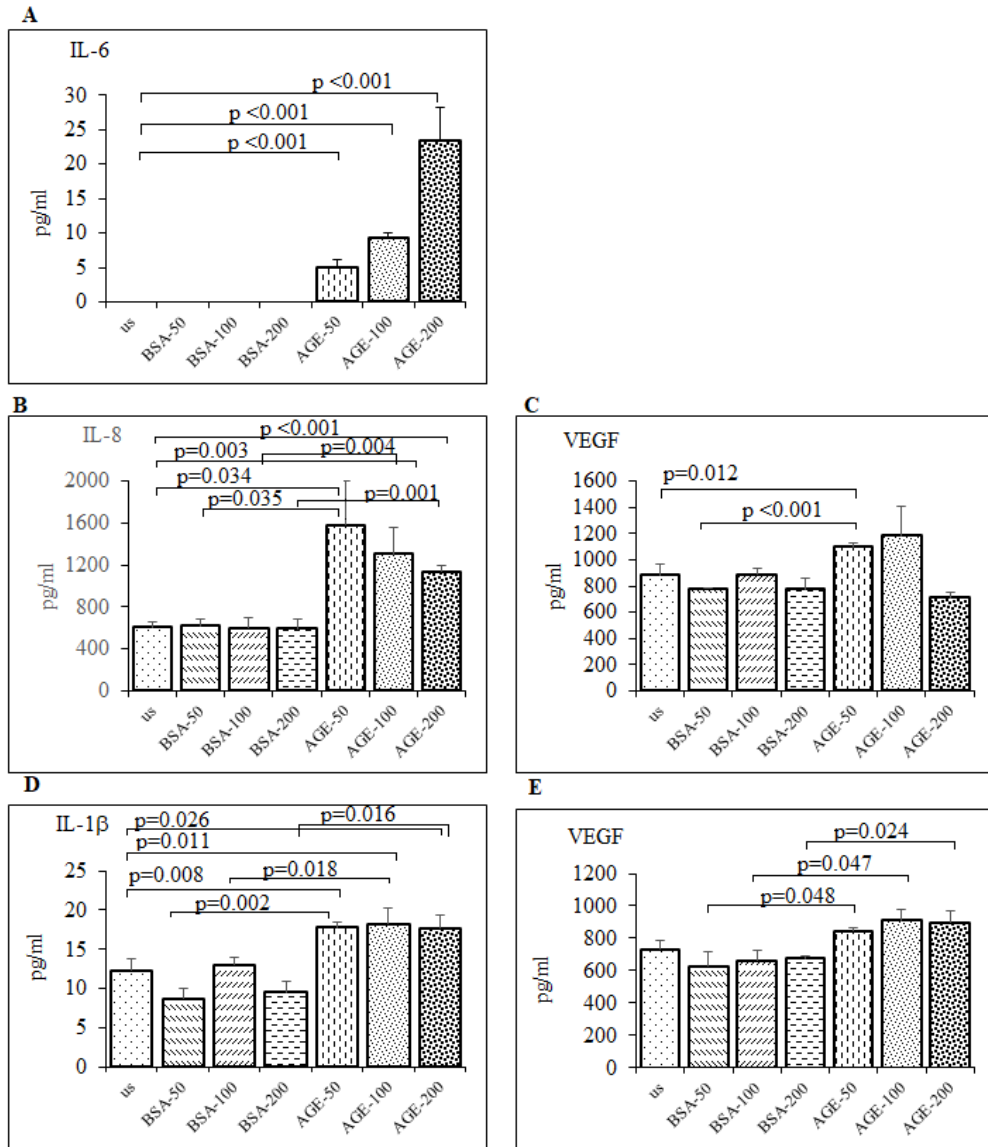 A
IL-6
p <0.001
p <0.001
p <0.001
30
25
20
15
10
5
0
pg/ml
us
BSA-50
BSA-100
BSA-200
AGE-50
AGE-100
AGE-200
B
IL-8
p <0.001
p=0.003
p=0.004
p=0.034
p=0.035
p=0.001
2000
1600
1200
800
400
0
pg/ml
us
BSA-50
BSA-100
BSA-200
AGE-50
AGE-100
AGE-200
C
VEGF
p=0.012
p <0.001
1600
1400
1200
1000
800
600
400
200
0
pg/ml
us
BSA-50
BSA-100
BSA-200
AGE-50
AGE-100
AGE-200
D
IL-1β
p=0.026
p=0.016
p=0.011
p=0.008
p=0.018
p=0.002
25
20
15
10
5
0
pg/ml
us
BSA-50
BSA-100
BSA-200
AGE-50
AGE-100
AGE-200
E
VEGF
p=0.024
p=0.047
p=0.048
1200
1000
800
600
400
200
0
pg/ml
us
BSA-50
BSA-100
BSA-200
AGE-50
AGE-100
AGE-200